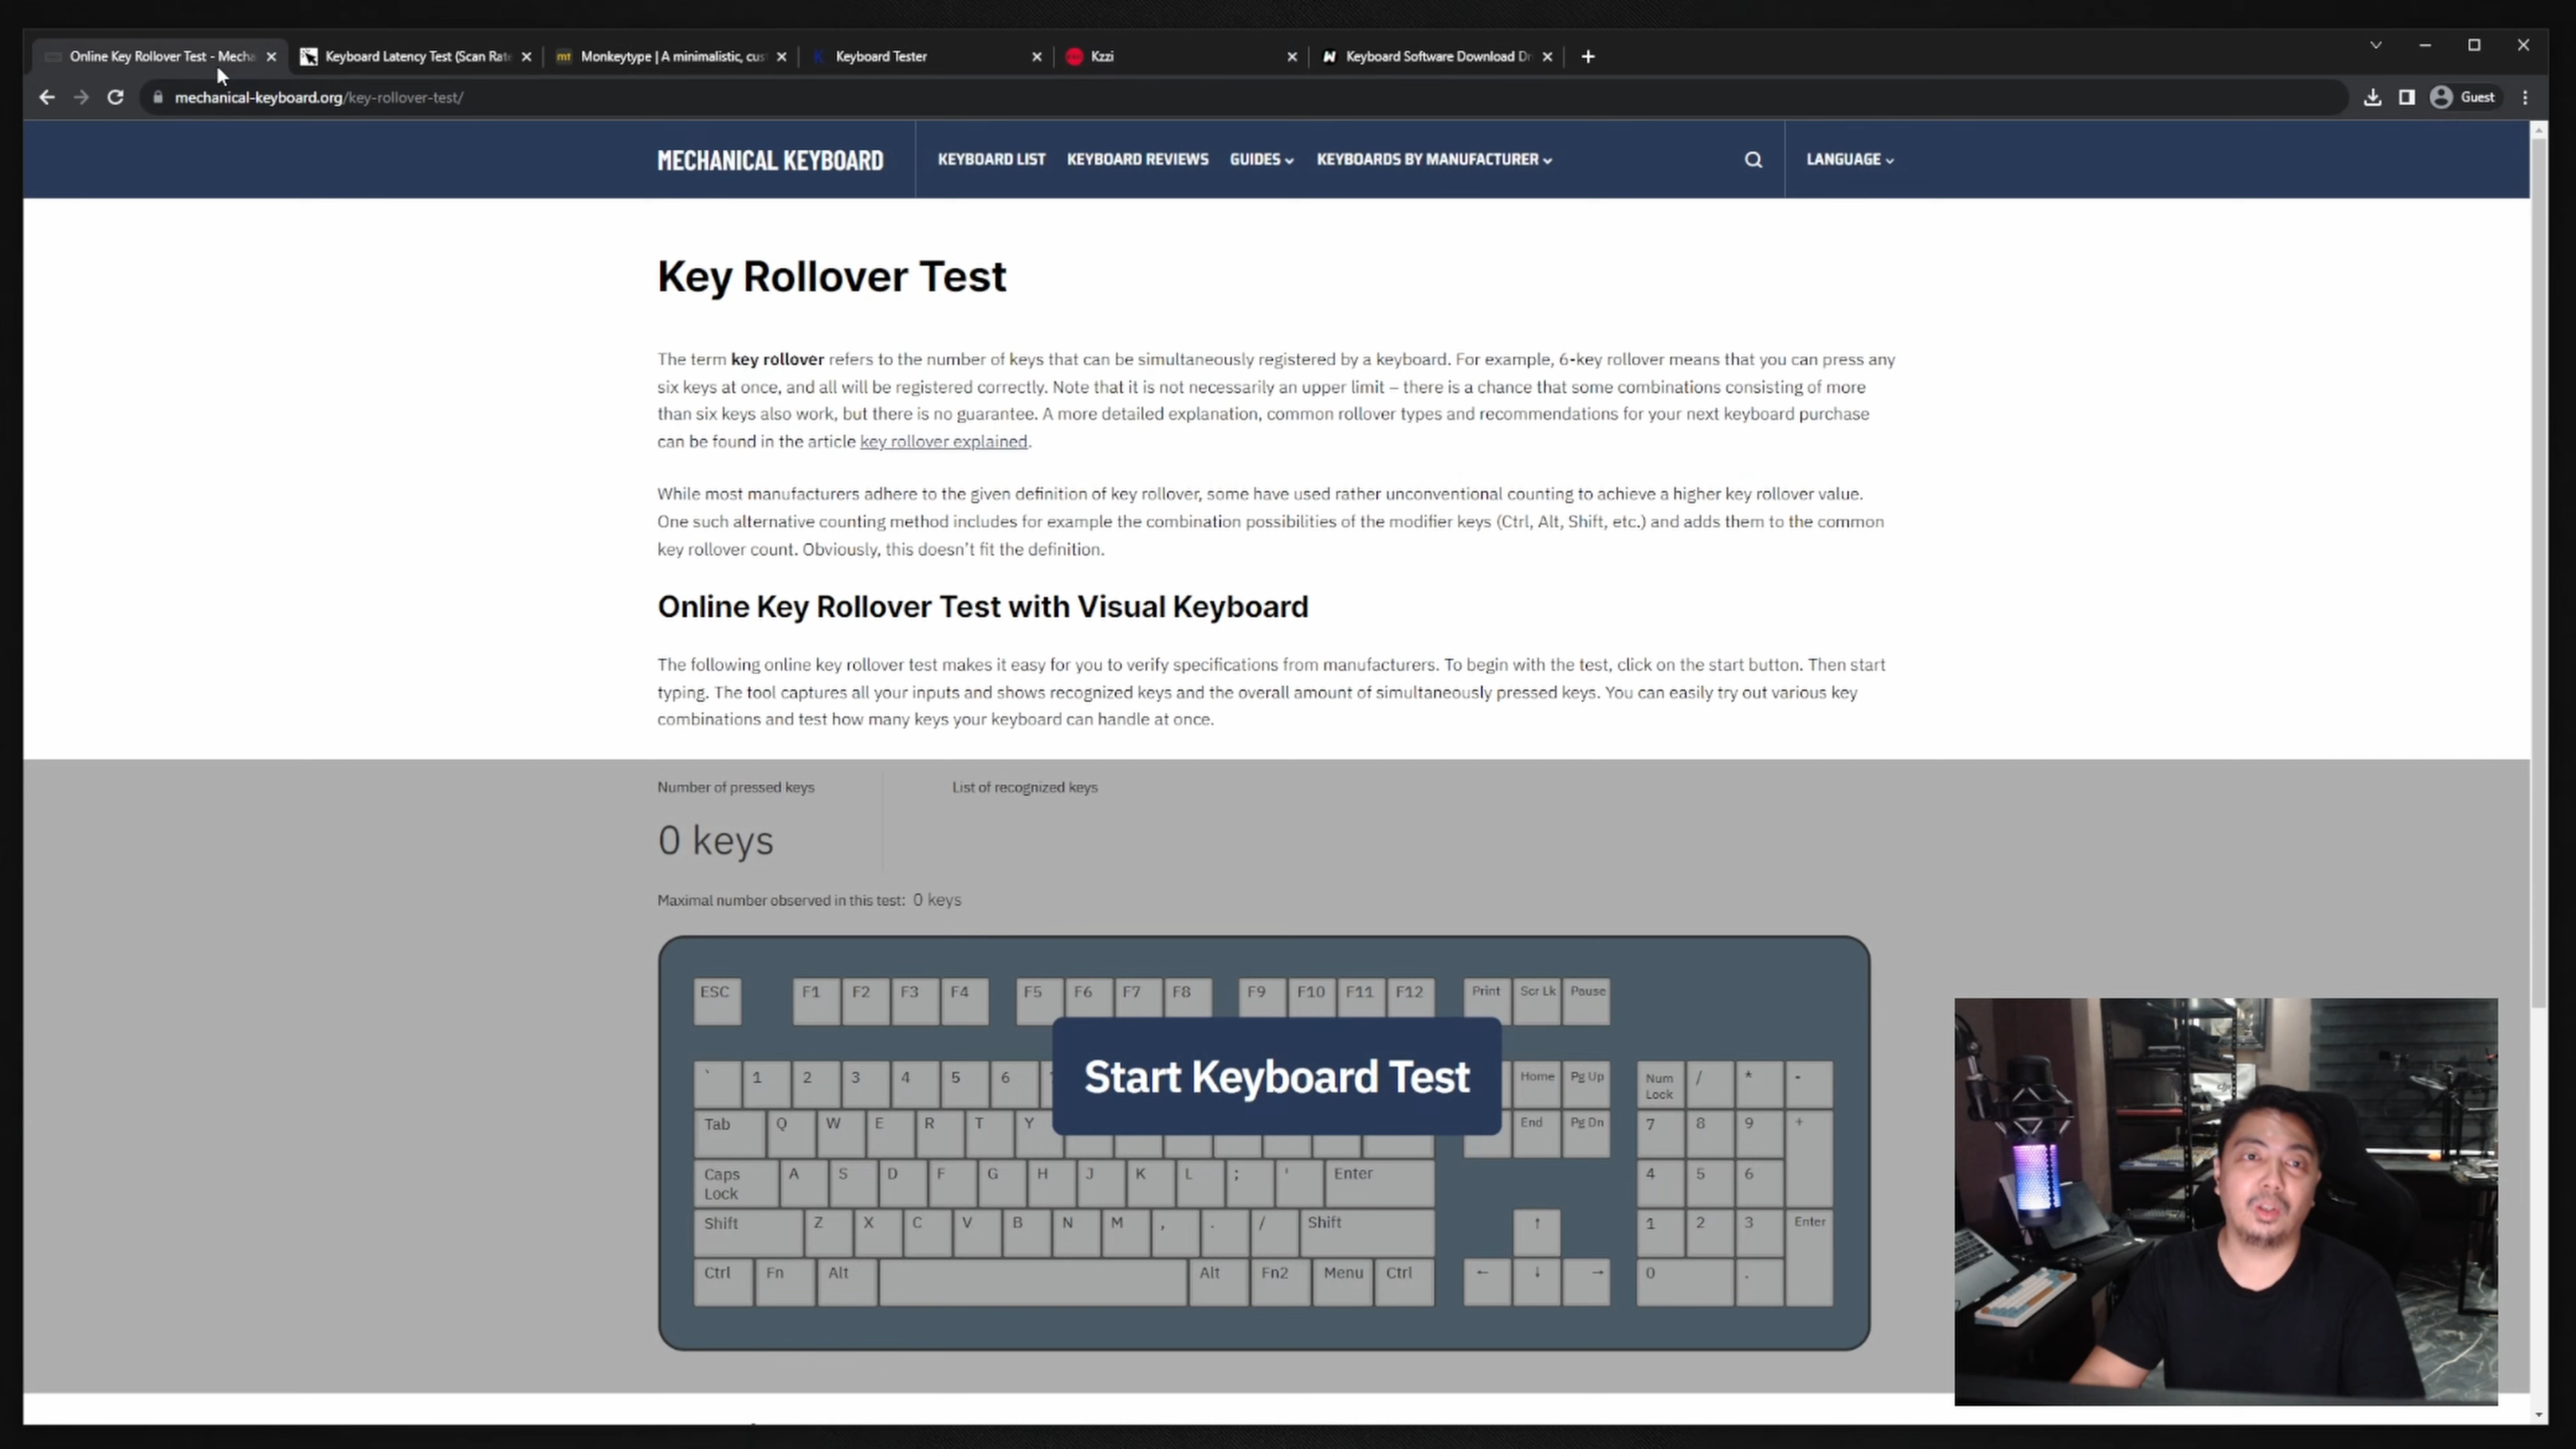 Online Key Rollover Test - Mecha
Keyboard Latency Test (Scan Rate
mt Monkeytype | A minimalistic, cus
K Keyboard Tester
Kzzi
Keyboard Software Download Dr
mechanical-keyboard.org/key-rollover-test/
Guest
MECHANICAL KEYBOARD
KEYBOARD LIST
KEYBOARD REVIEWS
GUIDES
KEYBOARDS BY MANUFACTURER
LANGUAGE
Key Rollover Test
The term key rollover refers to the number of keys that can be simultaneously registered by a keyboard. For example, 6-key rollover means that you can press any
six keys at once, and all will be registered correctly. Note that it is not necessarily an upper limit – there is a chance that some combinations consisting of more
than six keys also work, but there is no guarantee. A more detailed explanation, common rollover types and recommendations for your next keyboard purchase
can be found in the article key rollover explained.
While most manufacturers adhere to the given definition of key rollover, some have used rather unconventional counting to achieve a higher key rollover value.
One such alternative counting method includes for example the combination possibilities of the modifier keys (Ctrl, Alt, Shift, etc.) and adds them to the common
key rollover count. Obviously, this doesn't fit the definition.
Online Key Rollover Test with Visual Keyboard
The following online key rollover test makes it easy for you to verify specifications from manufacturers. To begin with the test, click on the start button. Then start
typing. The tool captures all your inputs and shows recognized keys and the overall amount of simultaneously pressed keys. You can easily try out various key
combinations and test how many keys your keyboard can handle at once.
Number of pressed keys
List of recognized keys
0 keys
Maximal number observed in this test: 0 keys
ESC F1 F2 F3 F4 F5 F6 F7 F8 F9 F10 F11 F12 Print Scr Lk Pause
Start Keyboard Test
` 1 2 3 4 5 6 Home Pg Up Num Lock / * -
Tab Q W E R T Y End Pg Dn 7 8 9 +
Caps Lock A S D F G H J K L ; ' Enter 4 5 6
Shift Z X C V B N M , . / Shift ↑ 1 2 3 Enter
Ctrl Fn Alt Alt Fn2 Menu Ctrl ← ↓ → 0 .